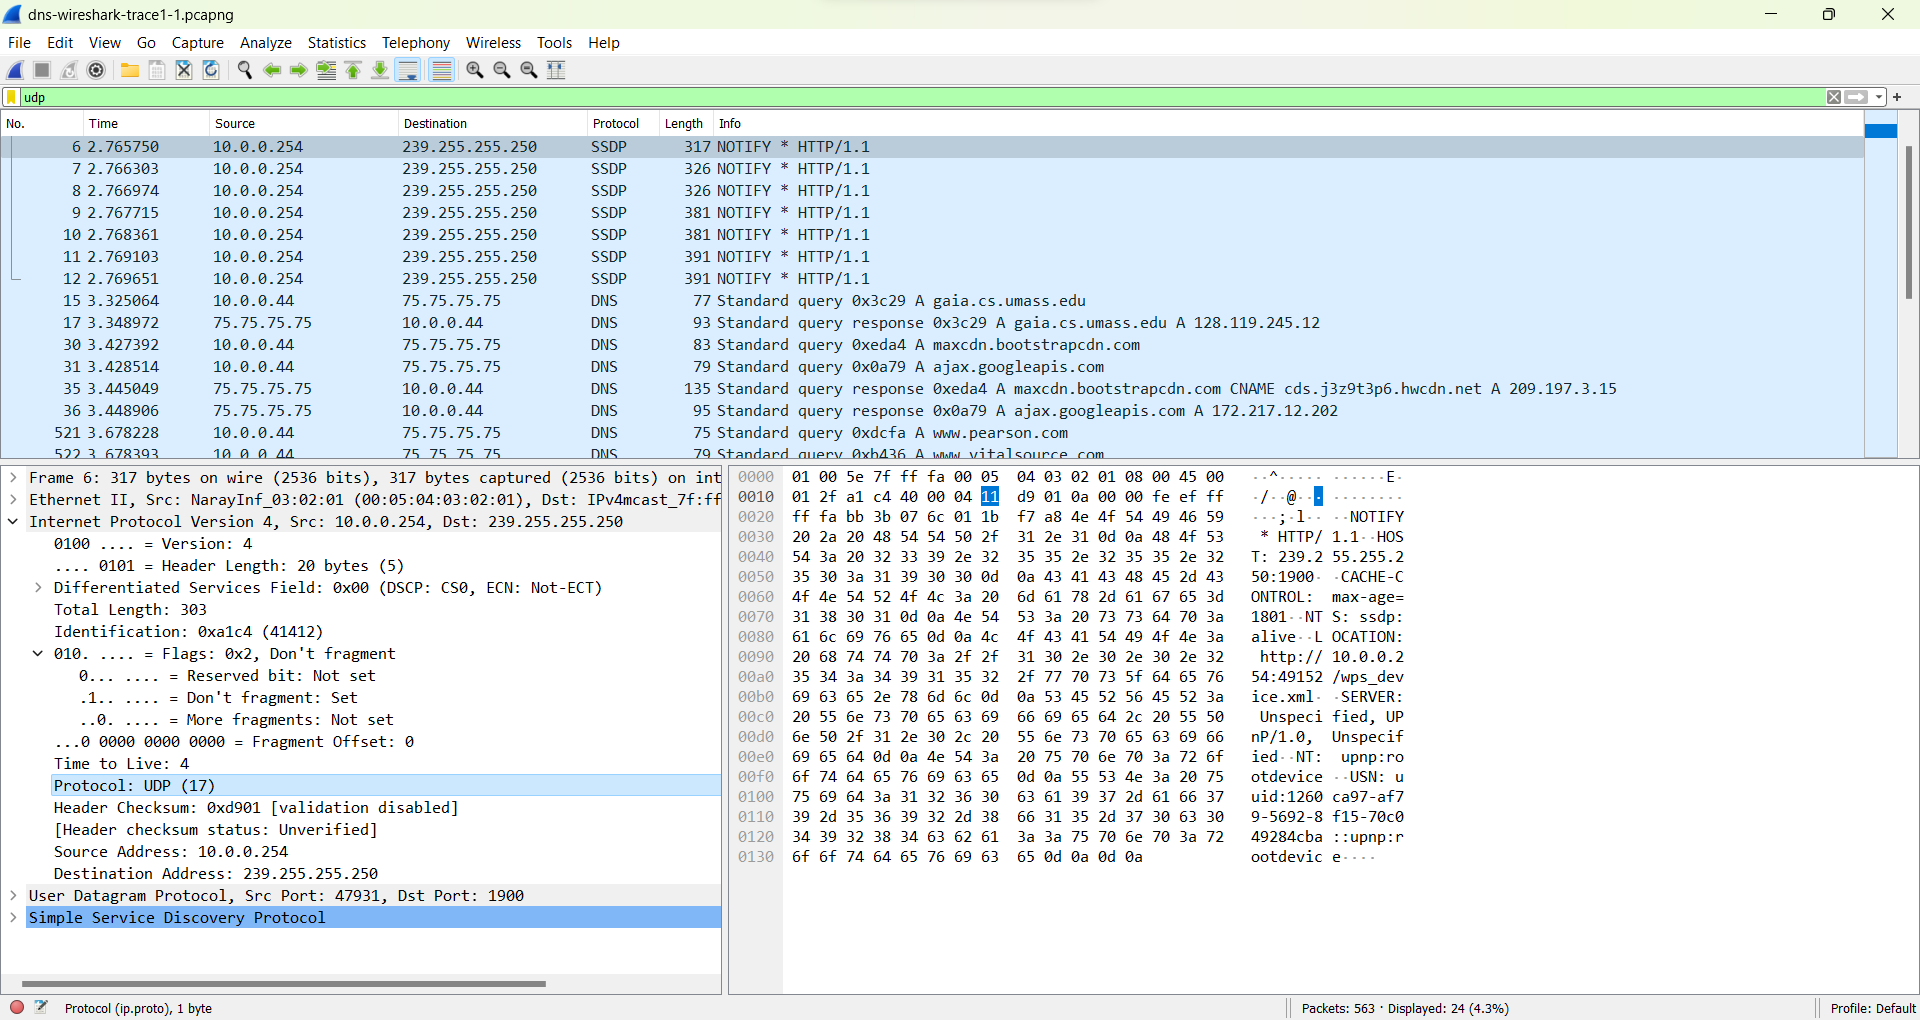 dns-wireshark-trace1-1.pcapng
File Edit View Go Capture Analyze Statistics Telephony Wireless Tools Help
udp
No. Time Source Destination Protocol Length Info
6 2.765750 10.0.0.254 239.255.255.250 SSDP 317 NOTIFY * HTTP/1.1
7 2.766303 10.0.0.254 239.255.255.250 SSDP 326 NOTIFY * HTTP/1.1
8 2.766974 10.0.0.254 239.255.255.250 SSDP 326 NOTIFY * HTTP/1.1
9 2.767715 10.0.0.254 239.255.255.250 SSDP 381 NOTIFY * HTTP/1.1
10 2.768361 10.0.0.254 239.255.255.250 SSDP 381 NOTIFY * HTTP/1.1
11 2.769103 10.0.0.254 239.255.255.250 SSDP 391 NOTIFY * HTTP/1.1
12 2.769651 10.0.0.254 239.255.255.250 SSDP 391 NOTIFY * HTTP/1.1
15 3.325064 10.0.0.44 75.75.75.75 DNS 77 Standard query 0x3c29 A gaia.cs.umass.edu
17 3.348972 75.75.75.75 10.0.0.44 DNS 93 Standard query response 0x3c29 A gaia.cs.umass.edu A 128.119.245.12
30 3.427392 10.0.0.44 75.75.75.75 DNS 83 Standard query 0xeda4 A maxcdn.bootstrapcdn.com
31 3.428514 10.0.0.44 75.75.75.75 DNS 79 Standard query 0x0a79 A ajax.googleapis.com
35 3.445049 75.75.75.75 10.0.0.44 DNS 135 Standard query response 0xeda4 A maxcdn.bootstrapcdn.com CNAME cds.j3z9t3p6.hwcdn.net A 209.197.3.15
36 3.448906 75.75.75.75 10.0.0.44 DNS 95 Standard query response 0x0a79 A ajax.googleapis.com A 172.217.12.202
521 3.678228 10.0.0.44 75.75.75.75 DNS 75 Standard query 0xdcfa A www.pearson.com
522 3.678393 10.0.0.44 75.75.75.75 DNS 79 Standard query 0xb436 A www.vitalsource.com
Frame 6: 317 bytes on wire (2536 bits), 317 bytes captured (2536 bits) on int
Ethernet II, Src: NarayInf_03:02:01 (00:05:04:03:02:01), Dst: IPv4mcast_7f:ff
Internet Protocol Version 4, Src: 10.0.0.254, Dst: 239.255.255.250
0100 .... = Version: 4
.... 0101 = Header Length: 20 bytes (5)
Differentiated Services Field: 0x00 (DSCP: CS0, ECN: Not-ECT)
Total Length: 303
Identification: 0xa1c4 (41412)
010. .... = Flags: 0x2, Don't fragment
0... .... = Reserved bit: Not set
.1.. .... = Don't fragment: Set
..0. .... = More fragments: Not set
...0 0000 0000 0000 = Fragment Offset: 0
Time to Live: 4
Protocol: UDP (17)
Header Checksum: 0xd901 [validation disabled]
[Header checksum status: Unverified]
Source Address: 10.0.0.254
Destination Address: 239.255.255.250
User Datagram Protocol, Src Port: 47931, Dst Port: 1900
Simple Service Discovery Protocol
0000 01 00 5e 7f ff fa 00 05 04 03 02 01 08 00 45 00 ··^····· ······E·
0010 01 2f a1 c4 40 00 04 11 d9 01 0a 00 00 fe ef ff ·/··@··· ········
0020 ff fa bb 3b 07 6c 01 1b f7 a8 4e 4f 54 49 46 59 ···;·l·· ··NOTIFY
0030 20 2a 20 48 54 54 50 2f 31 2e 31 0d 0a 48 4f 53 * HTTP/ 1.1··HOS
0040 54 3a 20 32 33 39 2e 32 35 35 2e 32 35 35 2e 32 T: 239.2 55.255.2
0050 35 30 3a 31 39 30 30 0d 0a 43 41 43 48 45 2d 43 50:1900· ·CACHE-C
0060 4f 4e 54 52 4f 4c 3a 20 6d 61 78 2d 61 67 65 3d ONTROL: max-age=
0070 31 38 30 31 0d 0a 4e 54 53 3a 20 73 73 64 70 3a 1801··NT S: ssdp:
0080 61 6c 69 76 65 0d 0a 4c 4f 43 41 54 49 4f 4e 3a alive··L OCATION:
0090 20 68 74 74 70 3a 2f 2f 31 30 2e 30 2e 30 2e 32 http:// 10.0.0.2
00a0 35 34 3a 34 39 31 35 32 2f 77 70 73 5f 64 65 76 54:49152 /wps_dev
00b0 69 63 65 2e 78 6d 6c 0d 0a 53 45 52 56 45 52 3a ice.xml· ·SERVER:
00c0 20 55 6e 73 70 65 63 69 66 69 65 64 2c 20 55 50 Unspeci fied, UP
00d0 6e 50 2f 31 2e 30 2c 20 55 6e 73 70 65 63 69 66 nP/1.0, Unspecif
00e0 69 65 64 0d 0a 4e 54 3a 20 75 70 6e 70 3a 72 6f ied··NT: upnp:ro
00f0 6f 74 64 65 76 69 63 65 0d 0a 55 53 4e 3a 20 75 otdevice ··USN: u
0100 75 69 64 3a 31 32 36 30 63 61 39 37 2d 61 66 37 uid:1260 ca97-af7
0110 39 2d 35 36 39 32 2d 38 66 31 35 2d 37 30 63 30 9-5692-8 f15-70c0
0120 34 39 32 38 34 63 62 61 3a 3a 75 70 6e 70 3a 72 49284cba ::upnp:r
0130 6f 6f 74 64 65 76 69 63 65 0d 0a 0d 0a ootdevic e····
Protocol (ip.proto), 1 byte
Packets: 563 · Displayed: 24 (4.3%)
Profile: Default